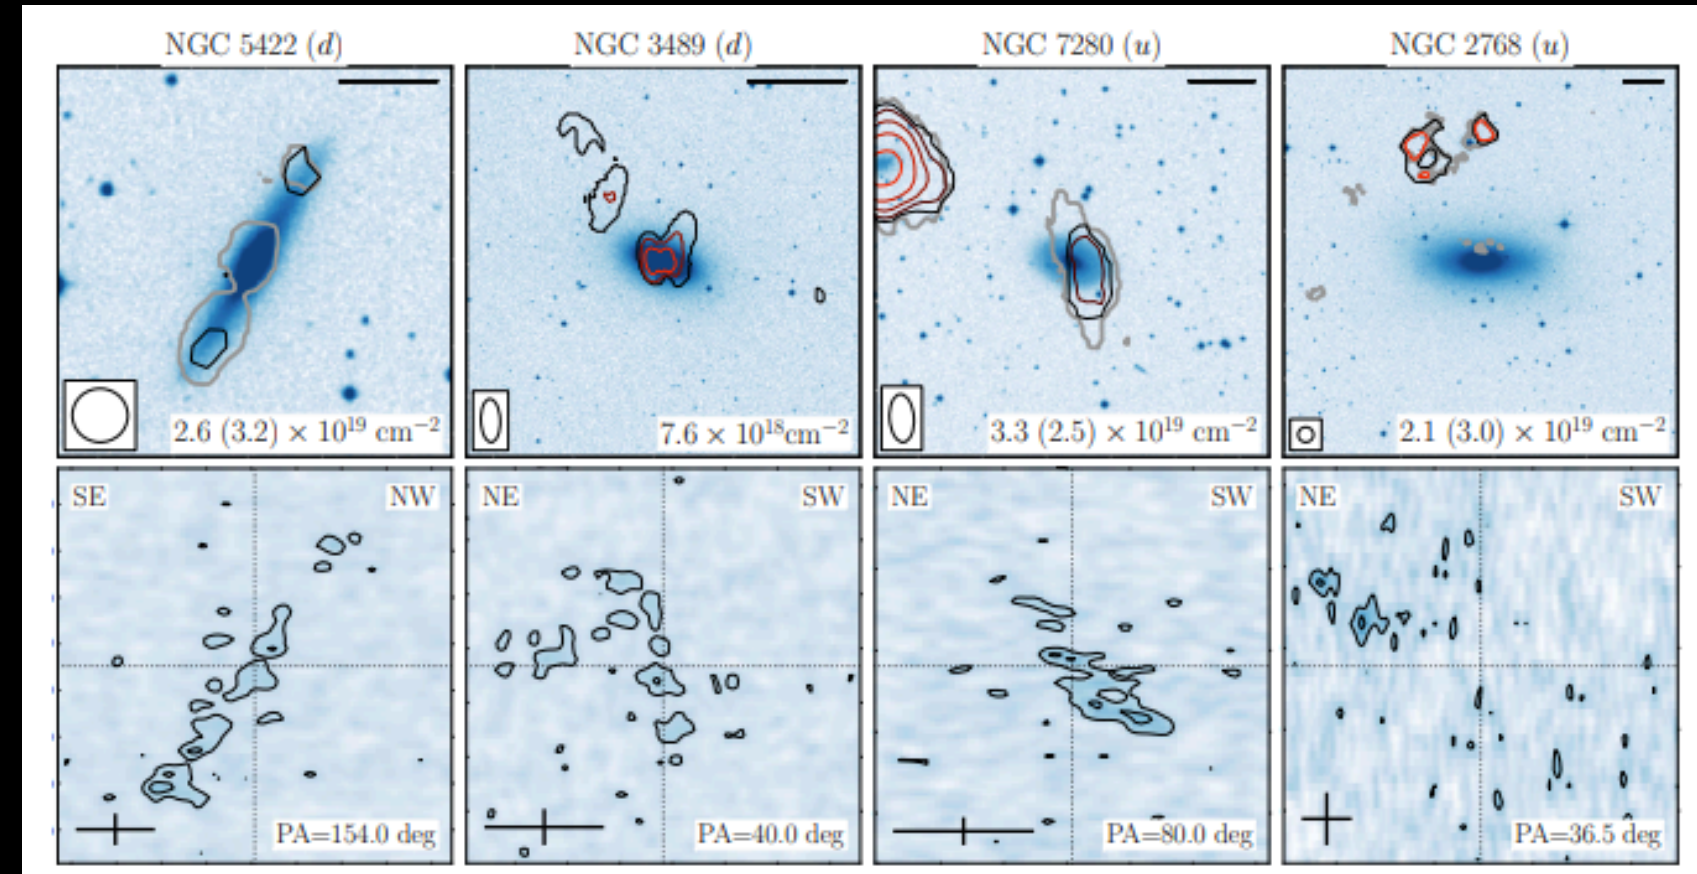 NGC 5422 (d)
NGC 3489 (d)
NGC 7280 (u)
NGC 2768 (u)
2.6 (3.2) × 10¹⁹ cm⁻²
7.6 × 10¹⁸cm⁻²
3.3 (2.5) × 10¹⁹ cm⁻²
2.1 (3.0) × 10¹⁹ cm⁻²
SE
NW
NE
SW
NE
SW
NE
SW
PA=154.0 deg
PA=40.0 deg
PA=80.0 deg
PA=36.5 deg